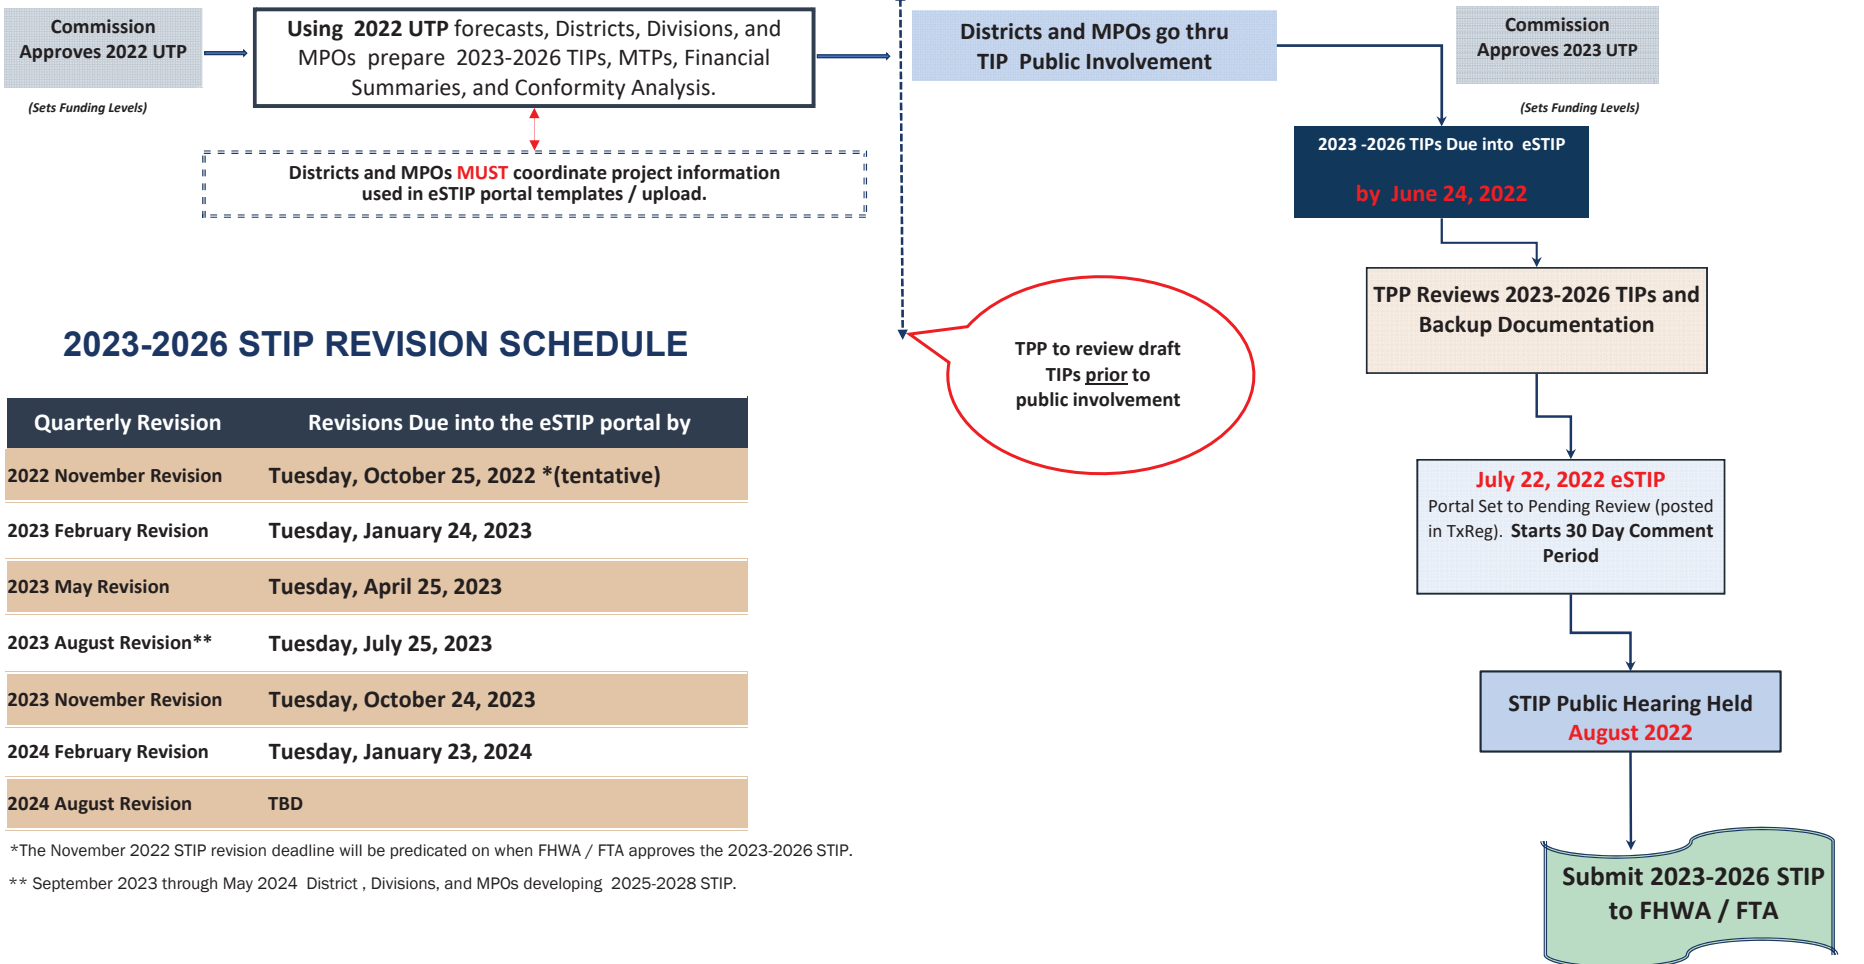 Commission
Approves 2022 UTP
(Sets Funding Levels)
Using 2022 UTP forecasts, Districts, Divisions, and
MPOs prepare 2023-2026 TIPs, MTPs, Financial
Summaries, and Conformity Analysis.
Districts and MPOs MUST coordinate project information
used in eSTIP portal templates / upload.
Districts and MPOs go thru
TIP Public Involvement
Commission
Approves 2023 UTP
(Sets Funding Levels)
2023 -2026 TIPs Due into eSTIP
by June 24, 2022
TPP Reviews 2023-2026 TIPs and
Backup Documentation
TPP to review draft
TIPs prior to
public involvement
July 22, 2022 eSTIP
Portal Set to Pending Review (posted
in TxReg). Starts 30 Day Comment
Period
STIP Public Hearing Held
August 2022
Submit 2023-2026 STIP
to FHWA / FTA
2023-2026 STIP REVISION SCHEDULE
Quarterly Revision Revisions Due into the eSTIP portal by
2022 November Revision Tuesday, October 25, 2022 *(tentative)
2023 February Revision Tuesday, January 24, 2023
2023 May Revision Tuesday, April 25, 2023
2023 August Revision** Tuesday, July 25, 2023
2023 November Revision Tuesday, October 24, 2023
2024 February Revision Tuesday, January 23, 2024
2024 August Revision TBD
*The November 2022 STIP revision deadline will be predicated on when FHWA / FTA approves the 2023-2026 STIP.
** September 2023 through May 2024 District , Divisions, and MPOs developing 2025-2028 STIP.